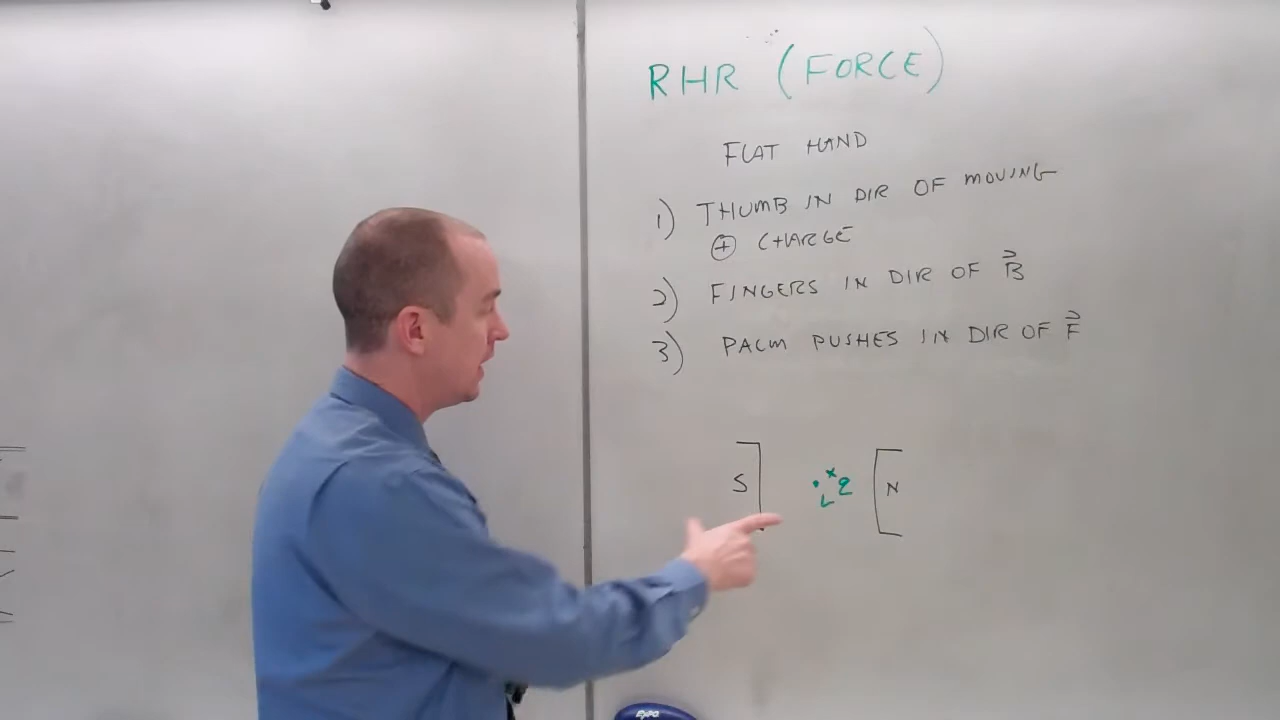 RHR (FORCE)
FLAT HAND
1) THUMB IN DIR OF MOVING
⊕ CHARGE
2) FINGERS IN DIR OF B⃗
3) PALM PUSHES IN DIR OF F⃗
S N
EXPO